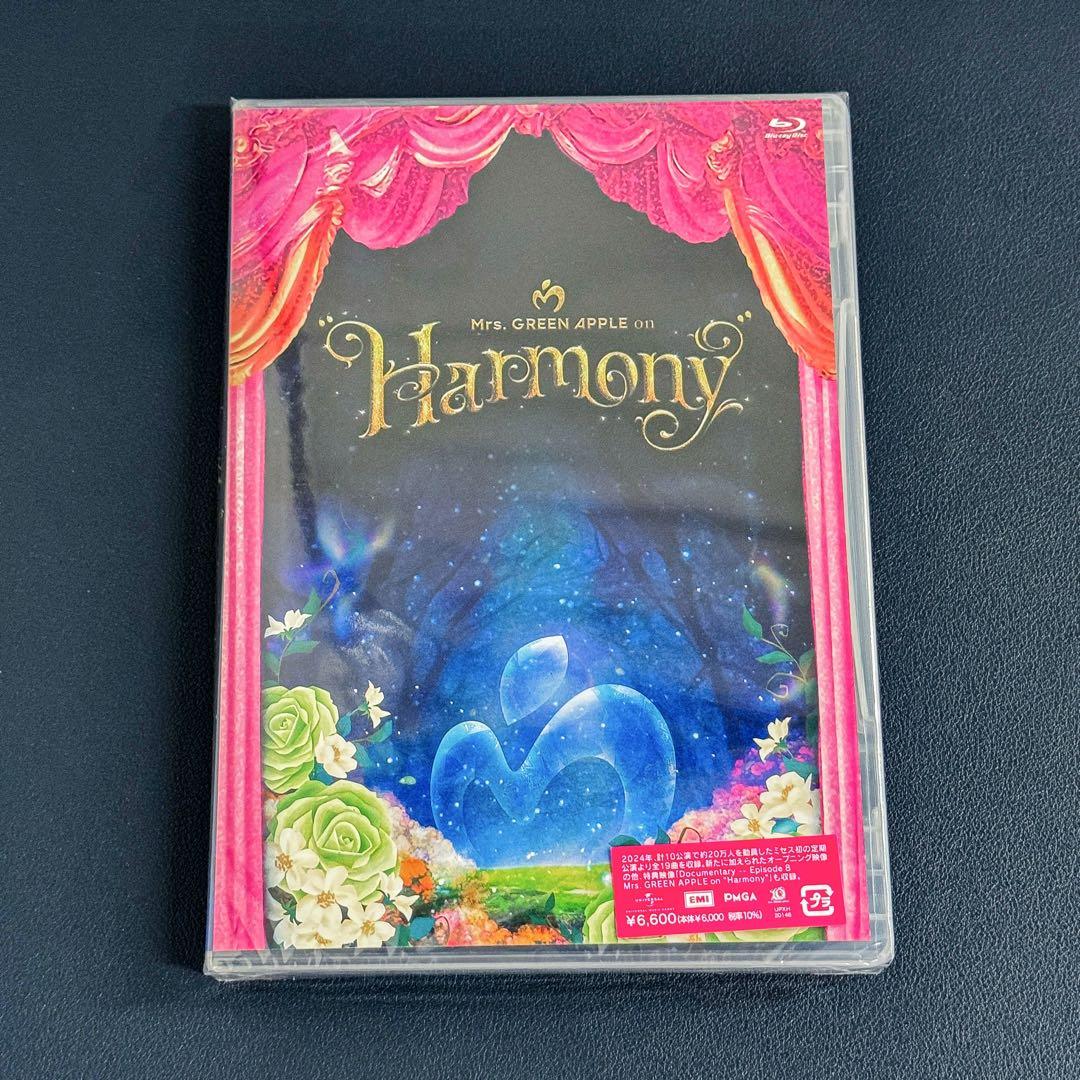 Blu-ray Disc
Mrs. GREEN APPLE on
"Harmony"
2024年、計10公演で約20万人を動員したミセス初の定期
公演より全19曲を収録。新たに加えられたオープニング映像
の他、特典映像「Documentary -- Episode 8
Mrs. GREEN APPLE on "Harmony"」も収録。
UNIVERSAL EMI PMGA
¥6,600(本体¥6,000 税率10%)
UPXH
20146
プラ